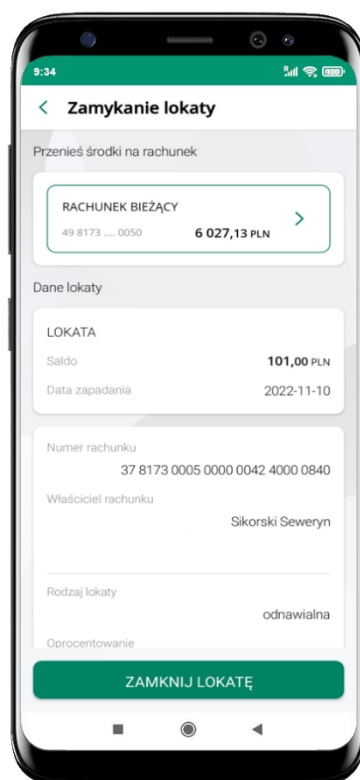 9:34
Zamykanie lokaty
Przenieś środki na rachunek
RACHUNEK BIEŻĄCY
49 8173 .... 0050 6 027,13 PLN
Dane lokaty
LOKATA
Saldo 101,00 PLN
Data zapadania 2022-11-10
Numer rachunku
37 8173 0005 0000 0042 4000 0840
Właściciel rachunku
Sikorski Seweryn
Rodzaj lokaty
odnawialna
Oprocentowanie
ZAMKNIJ LOKATĘ